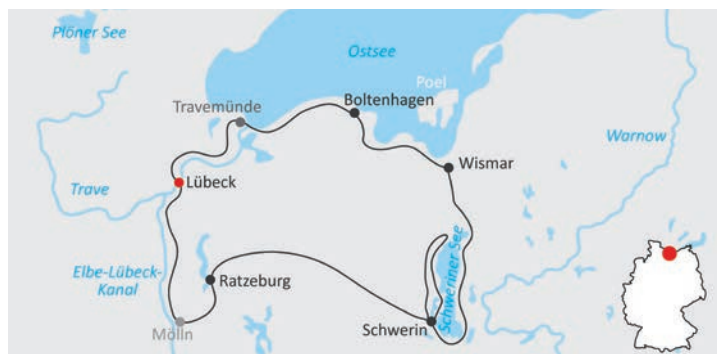 Plöner See
Ostsee
Poel
Travemünde
Boltenhagen
Warnow
Wismar
Lübeck
Trave
Schweriner See
Elbe-Lübeck-
Kanal
Ratzeburg
Schwerin
Mölln